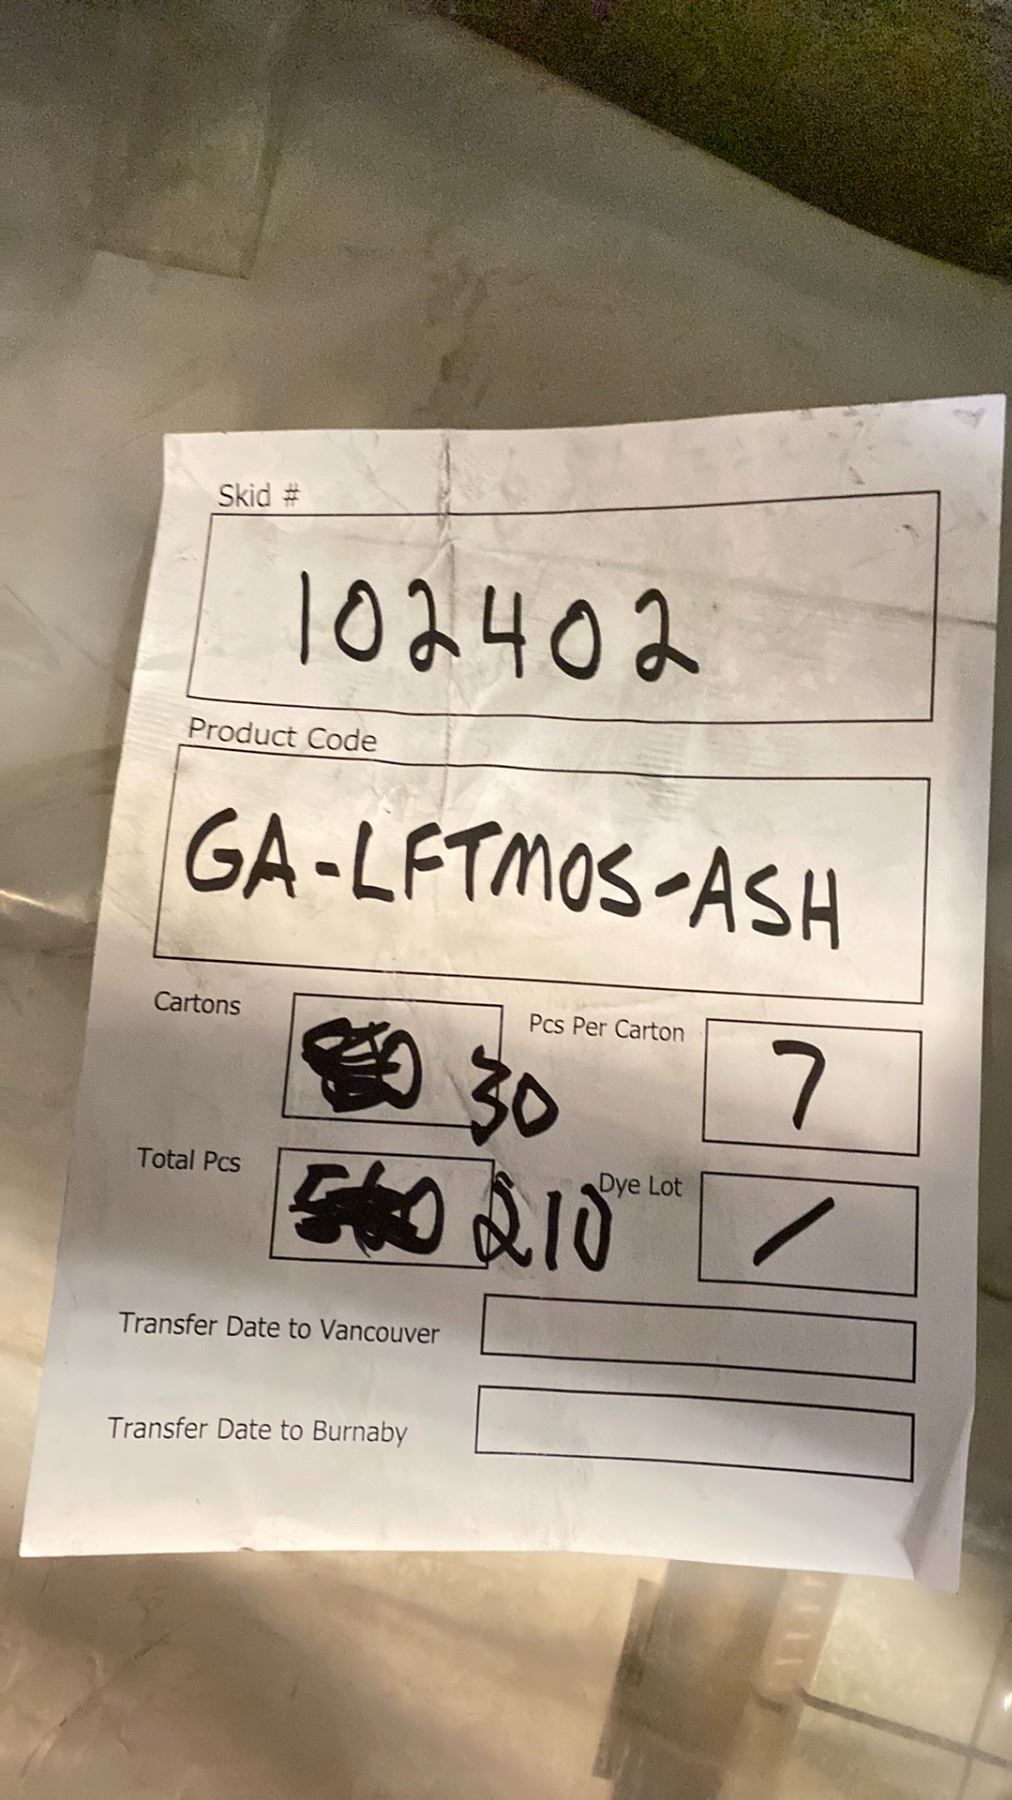 Skid #
102402
Product Code
GA-LFTMOS-ASH
Cartons
30
Pcs Per Carton
7
Total Pcs
560 210
Dye Lot
/
Transfer Date to Vancouver
Transfer Date to Burnaby